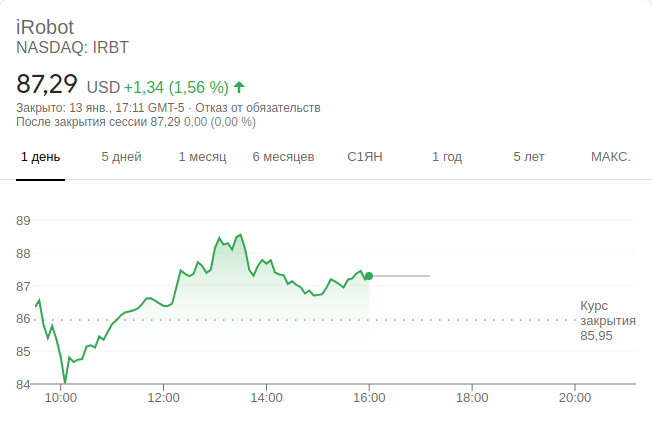 iRobot
NASDAQ: IRBT
87,29 USD +1,34 (1,56 %)
Закрыто: 13 янв., 17:11 GMT-5 · Отказ от обязательств
После закрытия сессии 87,29 0,00 (0,00 %)
1 день 5 дней 1 месяц 6 месяцев С1ЯН 1 год 5 лет МАКС.
89
88
87
86
85
84
Курс
закрытия
85,95
10:00 12:00 14:00 16:00 18:00 20:00